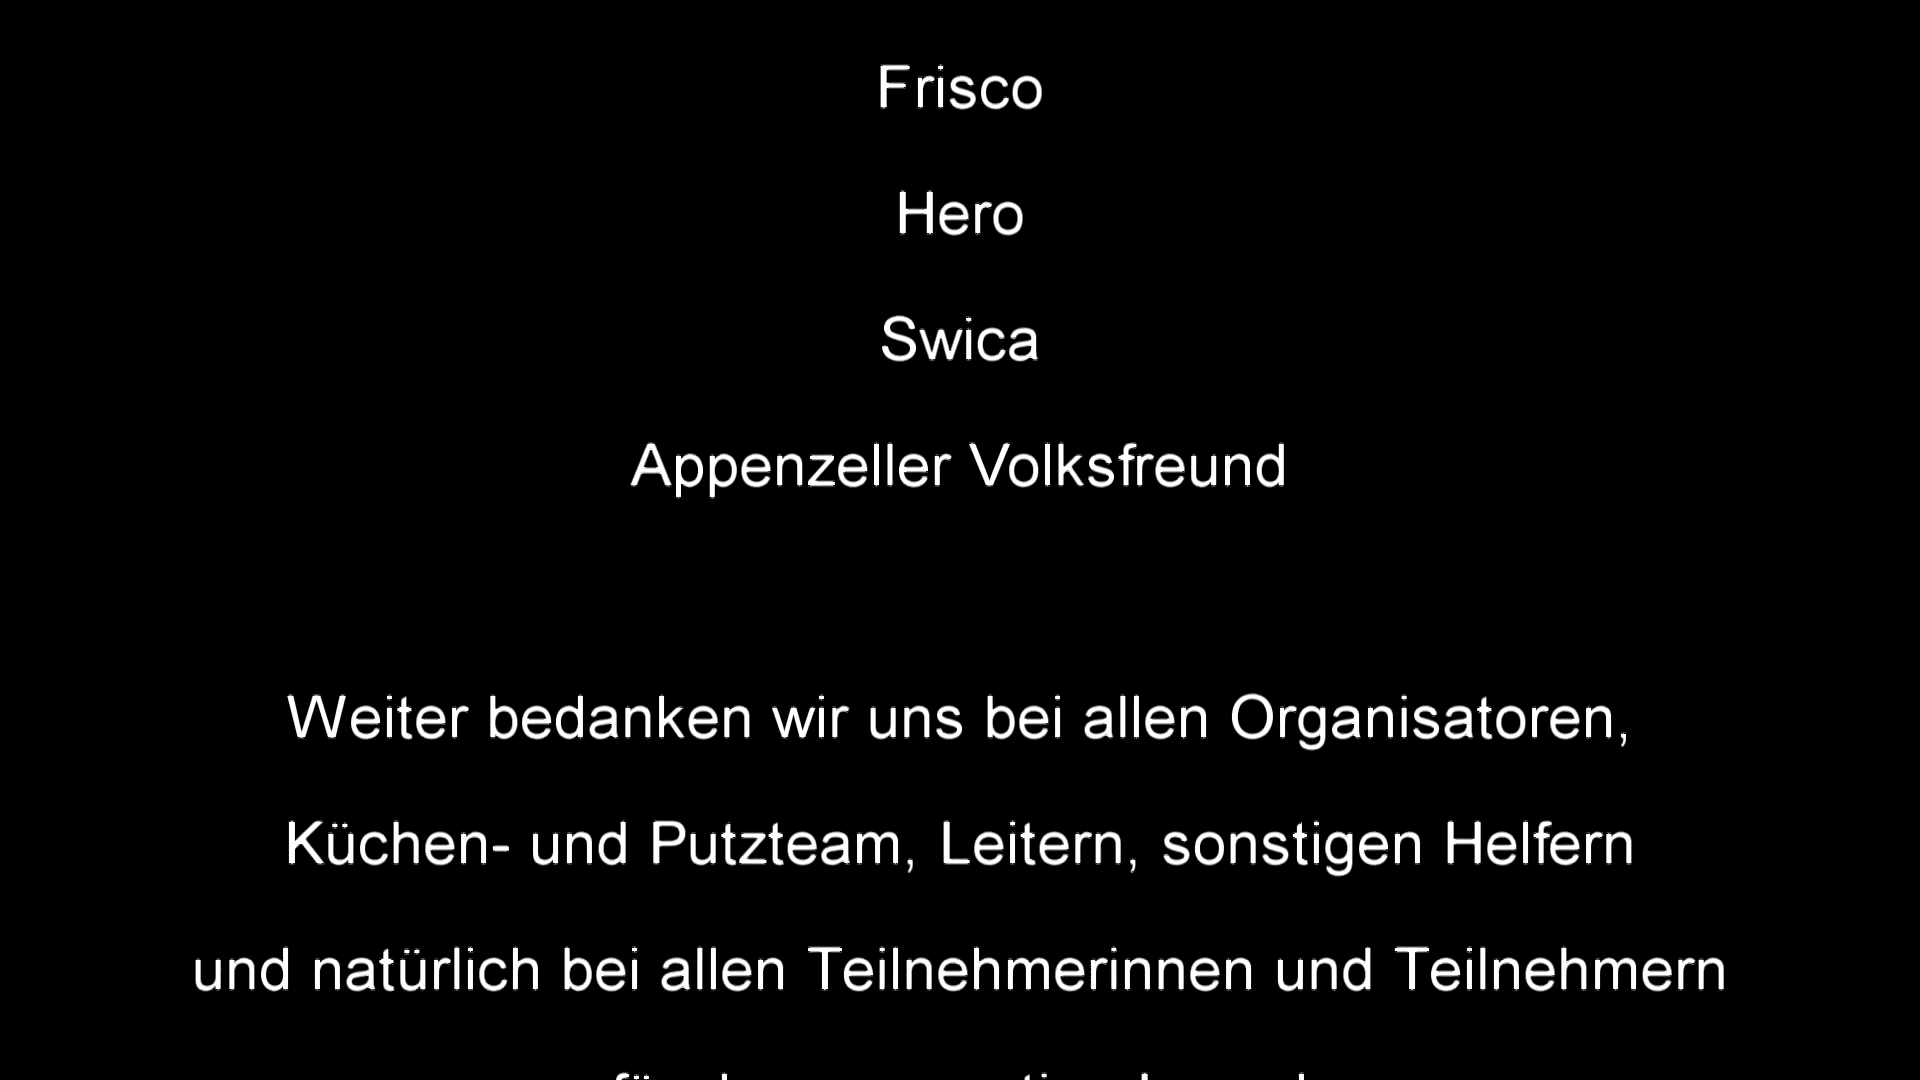 Frisco
Hero
Swica
Appenzeller Volksfreund
Weiter bedanken wir uns bei allen Organisatoren,
Küchen- und Putzteam, Leitern, sonstigen Helfern
und natürlich bei allen Teilnehmerinnen und Teilnehmern